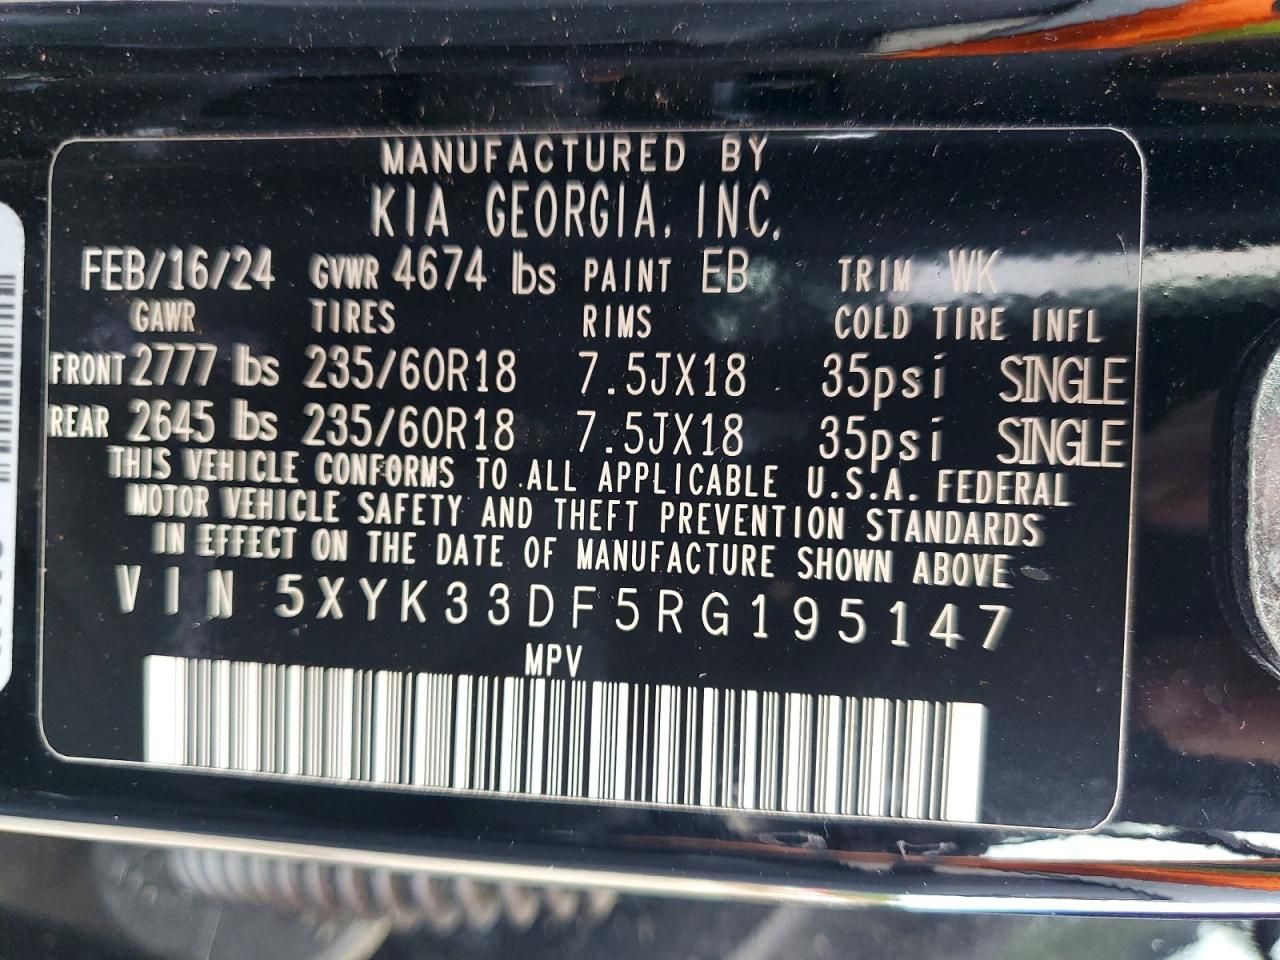 MANUFACTURED BY
KIA GEORGIA, INC.
FEB/16/24 GVWR 4674 lbs PAINT EB TRIM WK
GAWR TIRES RIMS COLD TIRE INFL
FRONT 2777 lbs 235/60R18 7.5JX18 35psi SINGLE
REAR 2645 lbs 235/60R18 7.5JX18 35psi SINGLE
THIS VEHICLE CONFORMS TO ALL APPLICABLE U.S.A. FEDERAL
MOTOR VEHICLE SAFETY AND THEFT PREVENTION STANDARDS
IN EFFECT ON THE DATE OF MANUFACTURE SHOWN ABOVE
VIN 5XYK33DF5RG195147
MPV